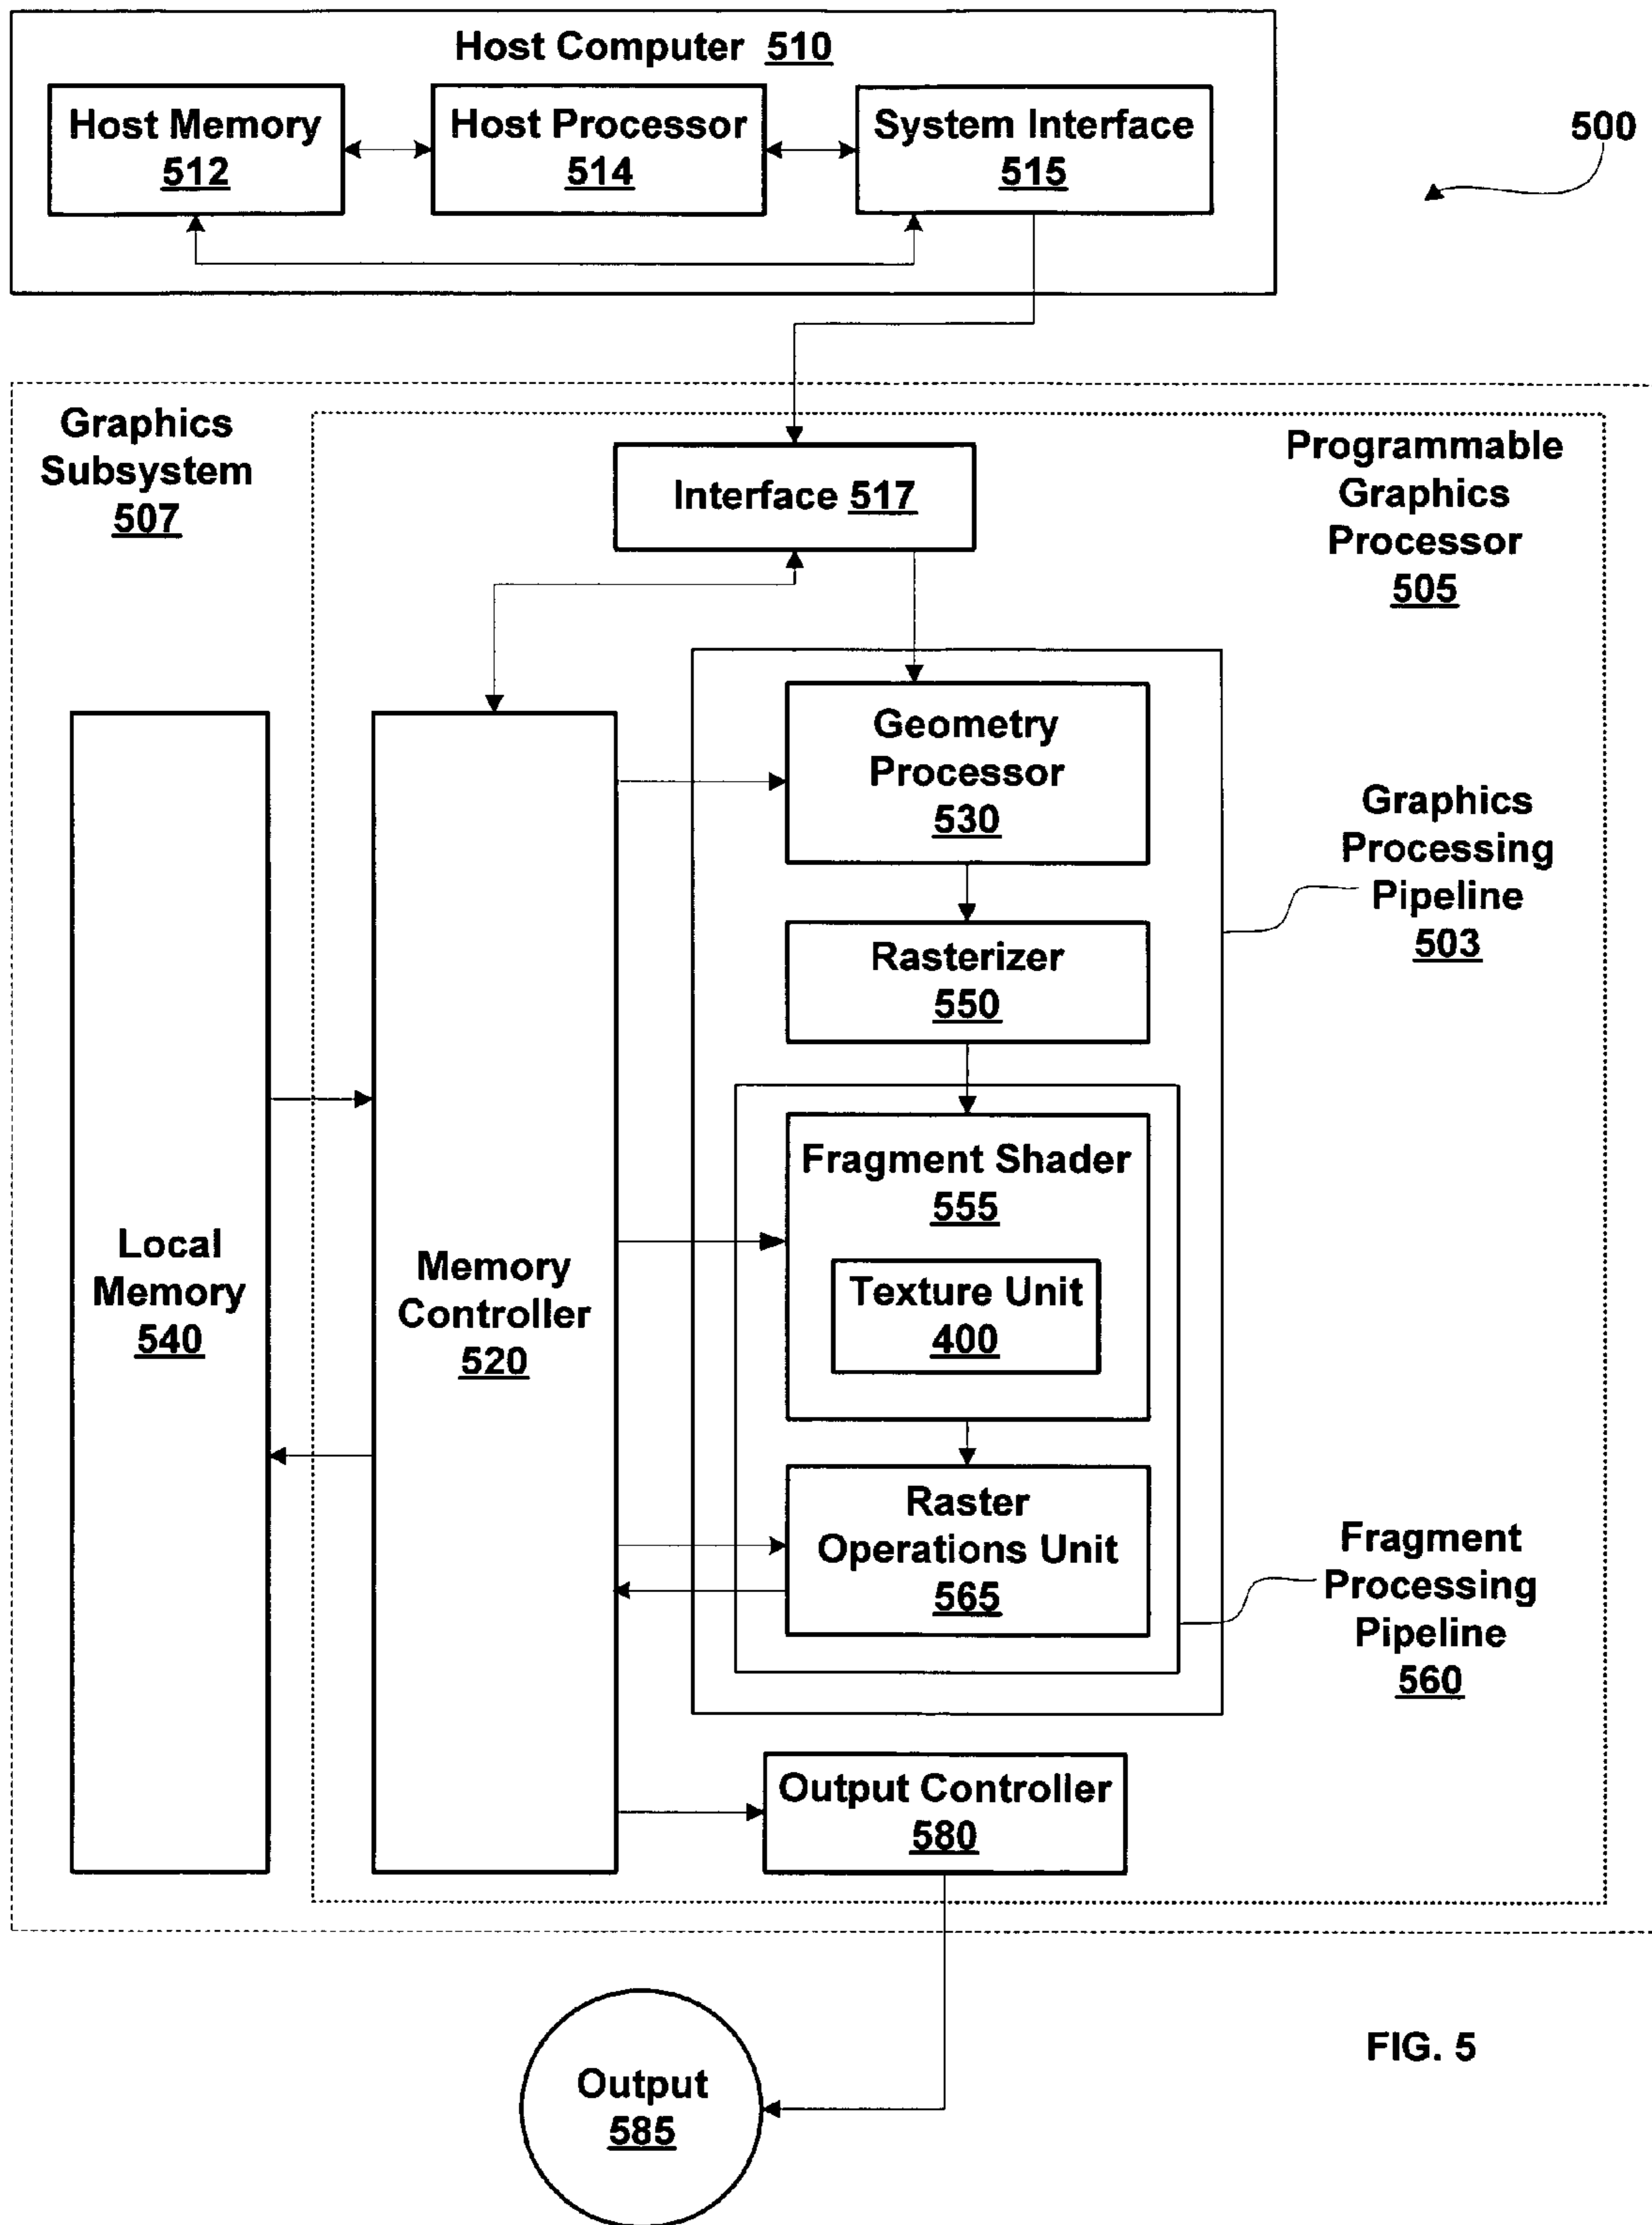 Host Computer 510
Host Memory
512
Host Processor
514
System Interface
515
500
Graphics
Subsystem
507
Interface 517
Programmable
Graphics
Processor
505
Geometry
Processor
530
Graphics
Processing
Pipeline
503
Rasterizer
550
Fragment Shader
555
Texture Unit
400
Local
Memory
540
Memory
Controller
520
Raster
Operations Unit
565
Fragment
Processing
Pipeline
560
Output Controller
580
Output
585
FIG. 5